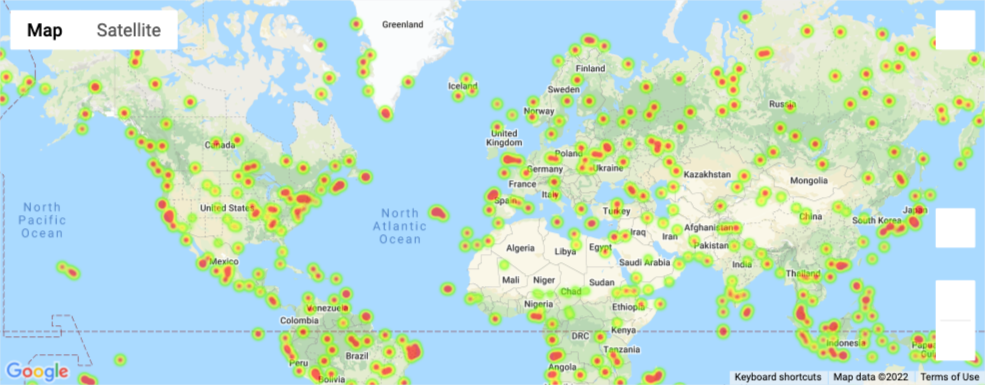 Map
Satellite
Greenland
Iceland
Finland
Sweden
Norway
Russia
Canada
United
Kingdom
Poland
Germany
Ukraine
Kazakhstan
Mongolia
France
Italy
Spain
Turkey
North
Pacific
Ocean
United States
North
Atlantic
Ocean
China
South Korea
Japan
Iraq
Iran
Afghanistan
Pakistan
Algeria
Libya
Egypt
Saudi Arabia
India
Mexico
Mali
Niger
Chad
Sudan
Thailand
Nigeria
Ethiopia
Venezuela
Colombia
DRC
Kenya
Indonesia
Tanzania
Peru
Brazil
Angola
Bolivia
Google
Keyboard shortcuts
Map data ©2022
Terms of Use